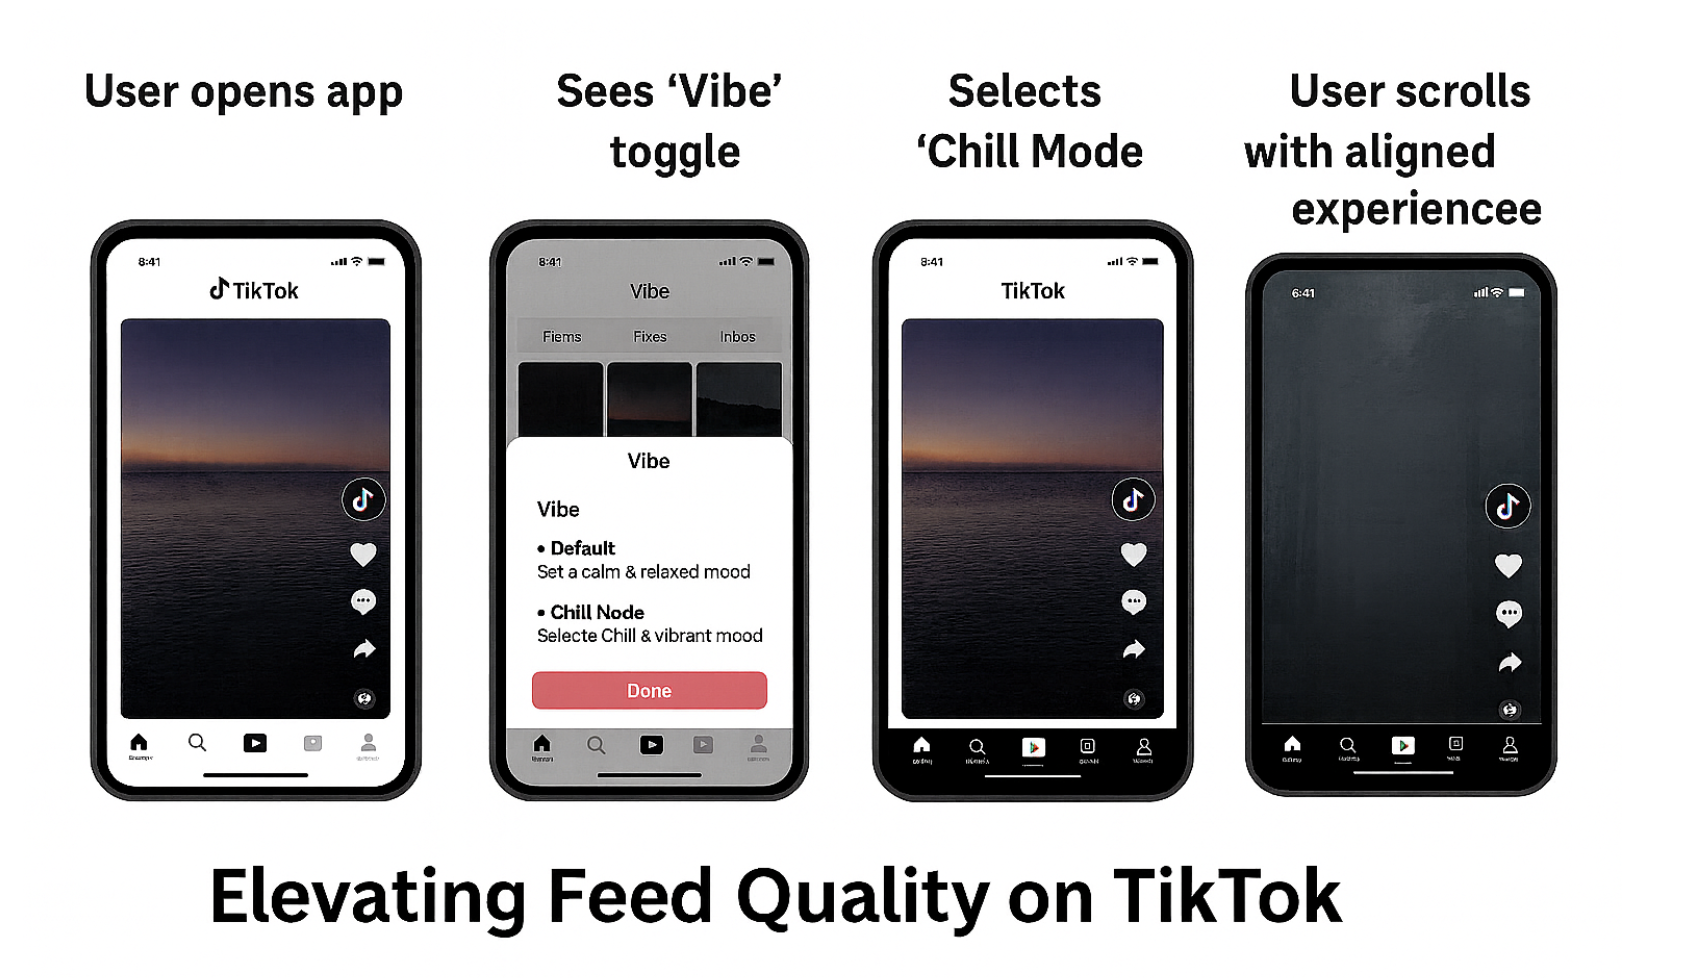 User opens app
Sees ‘Vibe’
toggle
Selects
‘Chill Mode
User scrolls
with aligned
experiencee
8:41
TikTok
8:41
Vibe
Fiems Fixes Inbos
Vibe
Vibe
• Default
Set a calm & relaxed mood
• Chill Node
Selecte Chill & vibrant mood
Done
8:41
TikTok
6:41
Elevating Feed Quality on TikTok